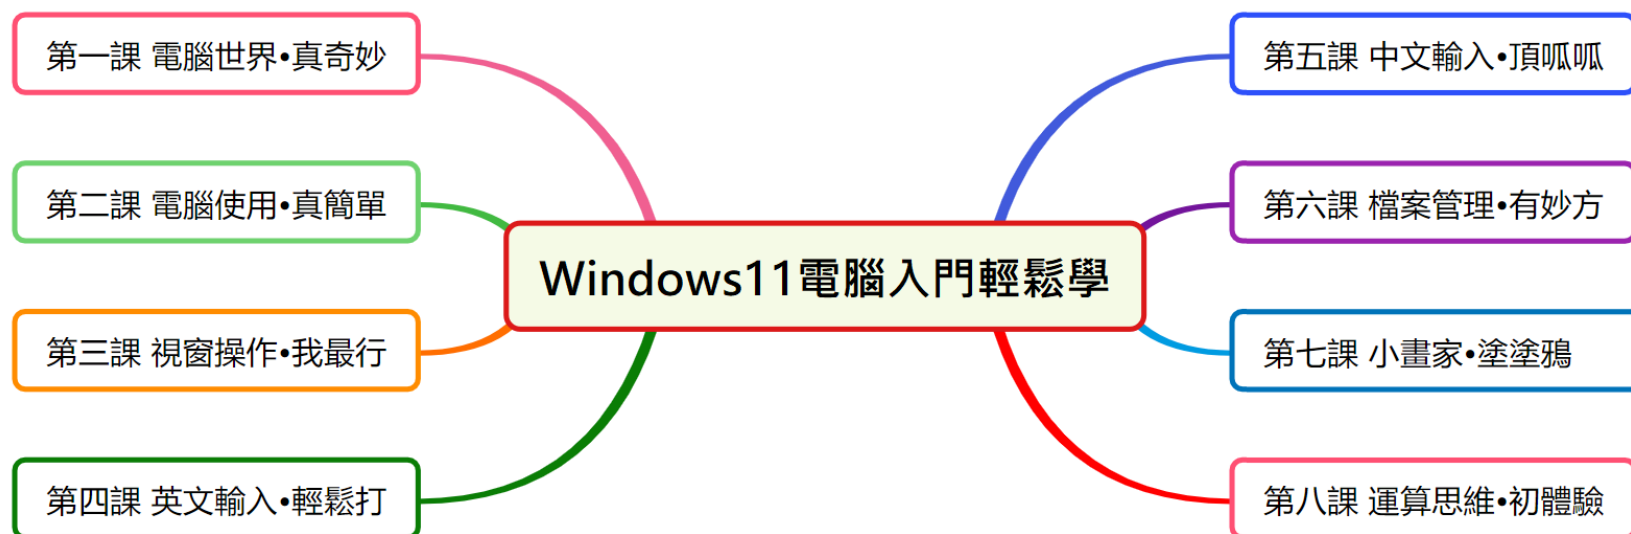 第一課 電腦世界•真奇妙
第二課 電腦使用•真簡單
第三課 視窗操作•我最行
第四課 英文輸入•輕鬆打
Windows11電腦入門輕鬆學
第五課 中文輸入•頂呱呱
第六課 檔案管理•有妙方
第七課 小畫家•塗塗鴉
第八課 運算思維•初體驗